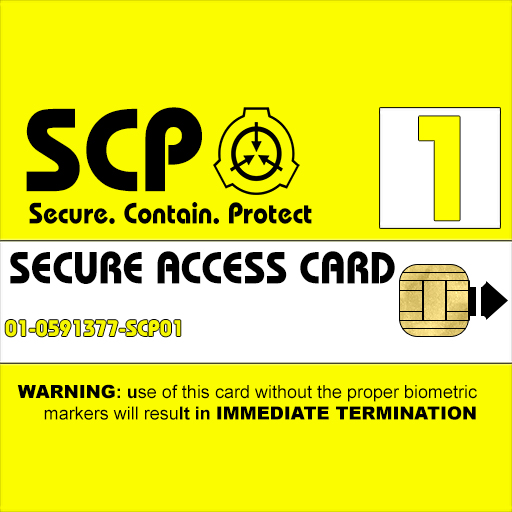 SCP
1
Secure. Contain. Protect
SECURE ACCESS CARD
01-0591377-SCP01
WARNING: use of this card without the proper biometric
markers will result in IMMEDIATE TERMINATION